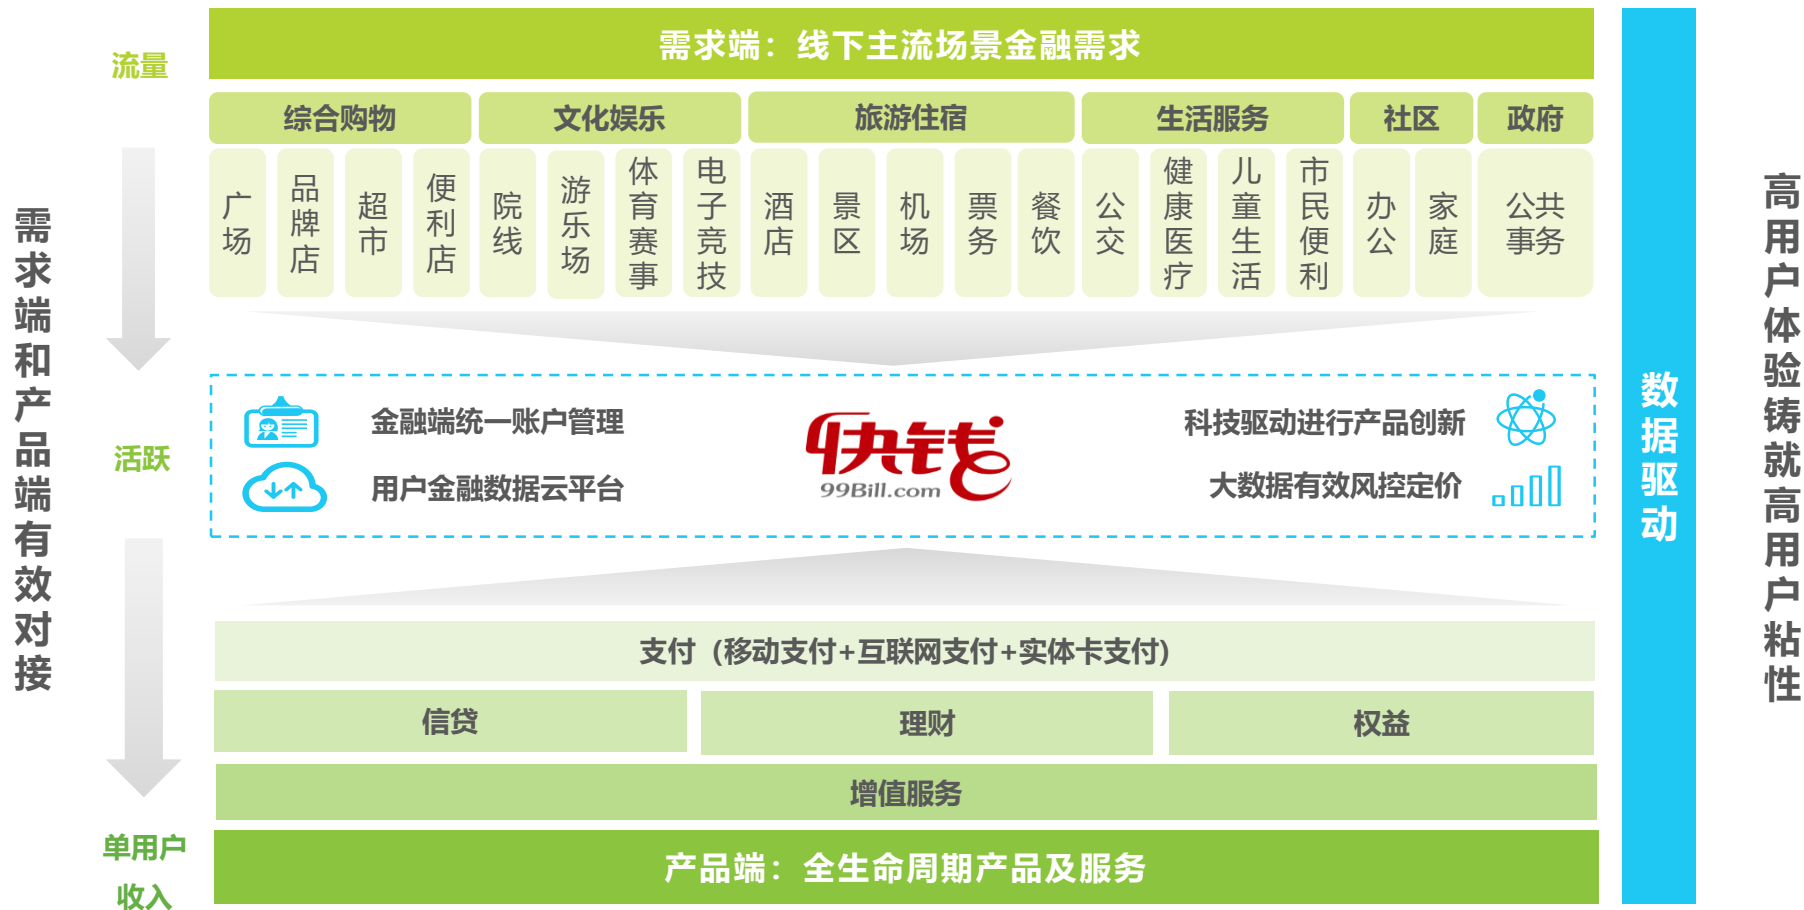 需求端和产品端有效对接
流量
活跃
单用户
收入
需求端：线下主流场景金融需求
综合购物
文化娱乐
旅游住宿
生活服务
社区
政府
广场
品牌店
超市
便利店
院线
游乐场
体育赛事
电子竞技
酒店
景区
机场
票务
餐饮
公交
健康医疗
儿童生活
市民便利
办公
家庭
公共
事务
金融端统一账户管理
用户金融数据云平台
快钱
99Bill.com
科技驱动进行产品创新
大数据有效风控定价
支付（移动支付+互联网支付+实体卡支付)
信贷
理财
权益
增值服务
产品端：全生命周期产品及服务
数据驱动
高用户体验铸就高用户粘性